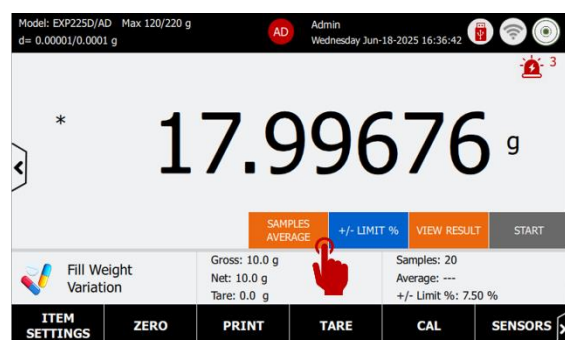 Model: EXP225D/AD Max 120/220 g
d= 0.00001/0.0001 g
AD
Admin
Wednesday Jun-18-2025 16:36:42
3
* 17.99676 g
SAMPLES
AVERAGE
+/- LIMIT %
VIEW RESULT
START
Fill Weight
Variation
Gross: 10.0 g
Net: 10.0 g
Tare: 0.0 g
Samples: 20
Average: ---
+/- Limit %: 7.50 %
ITEM
SETTINGS
ZERO
PRINT
TARE
CAL
SENSORS